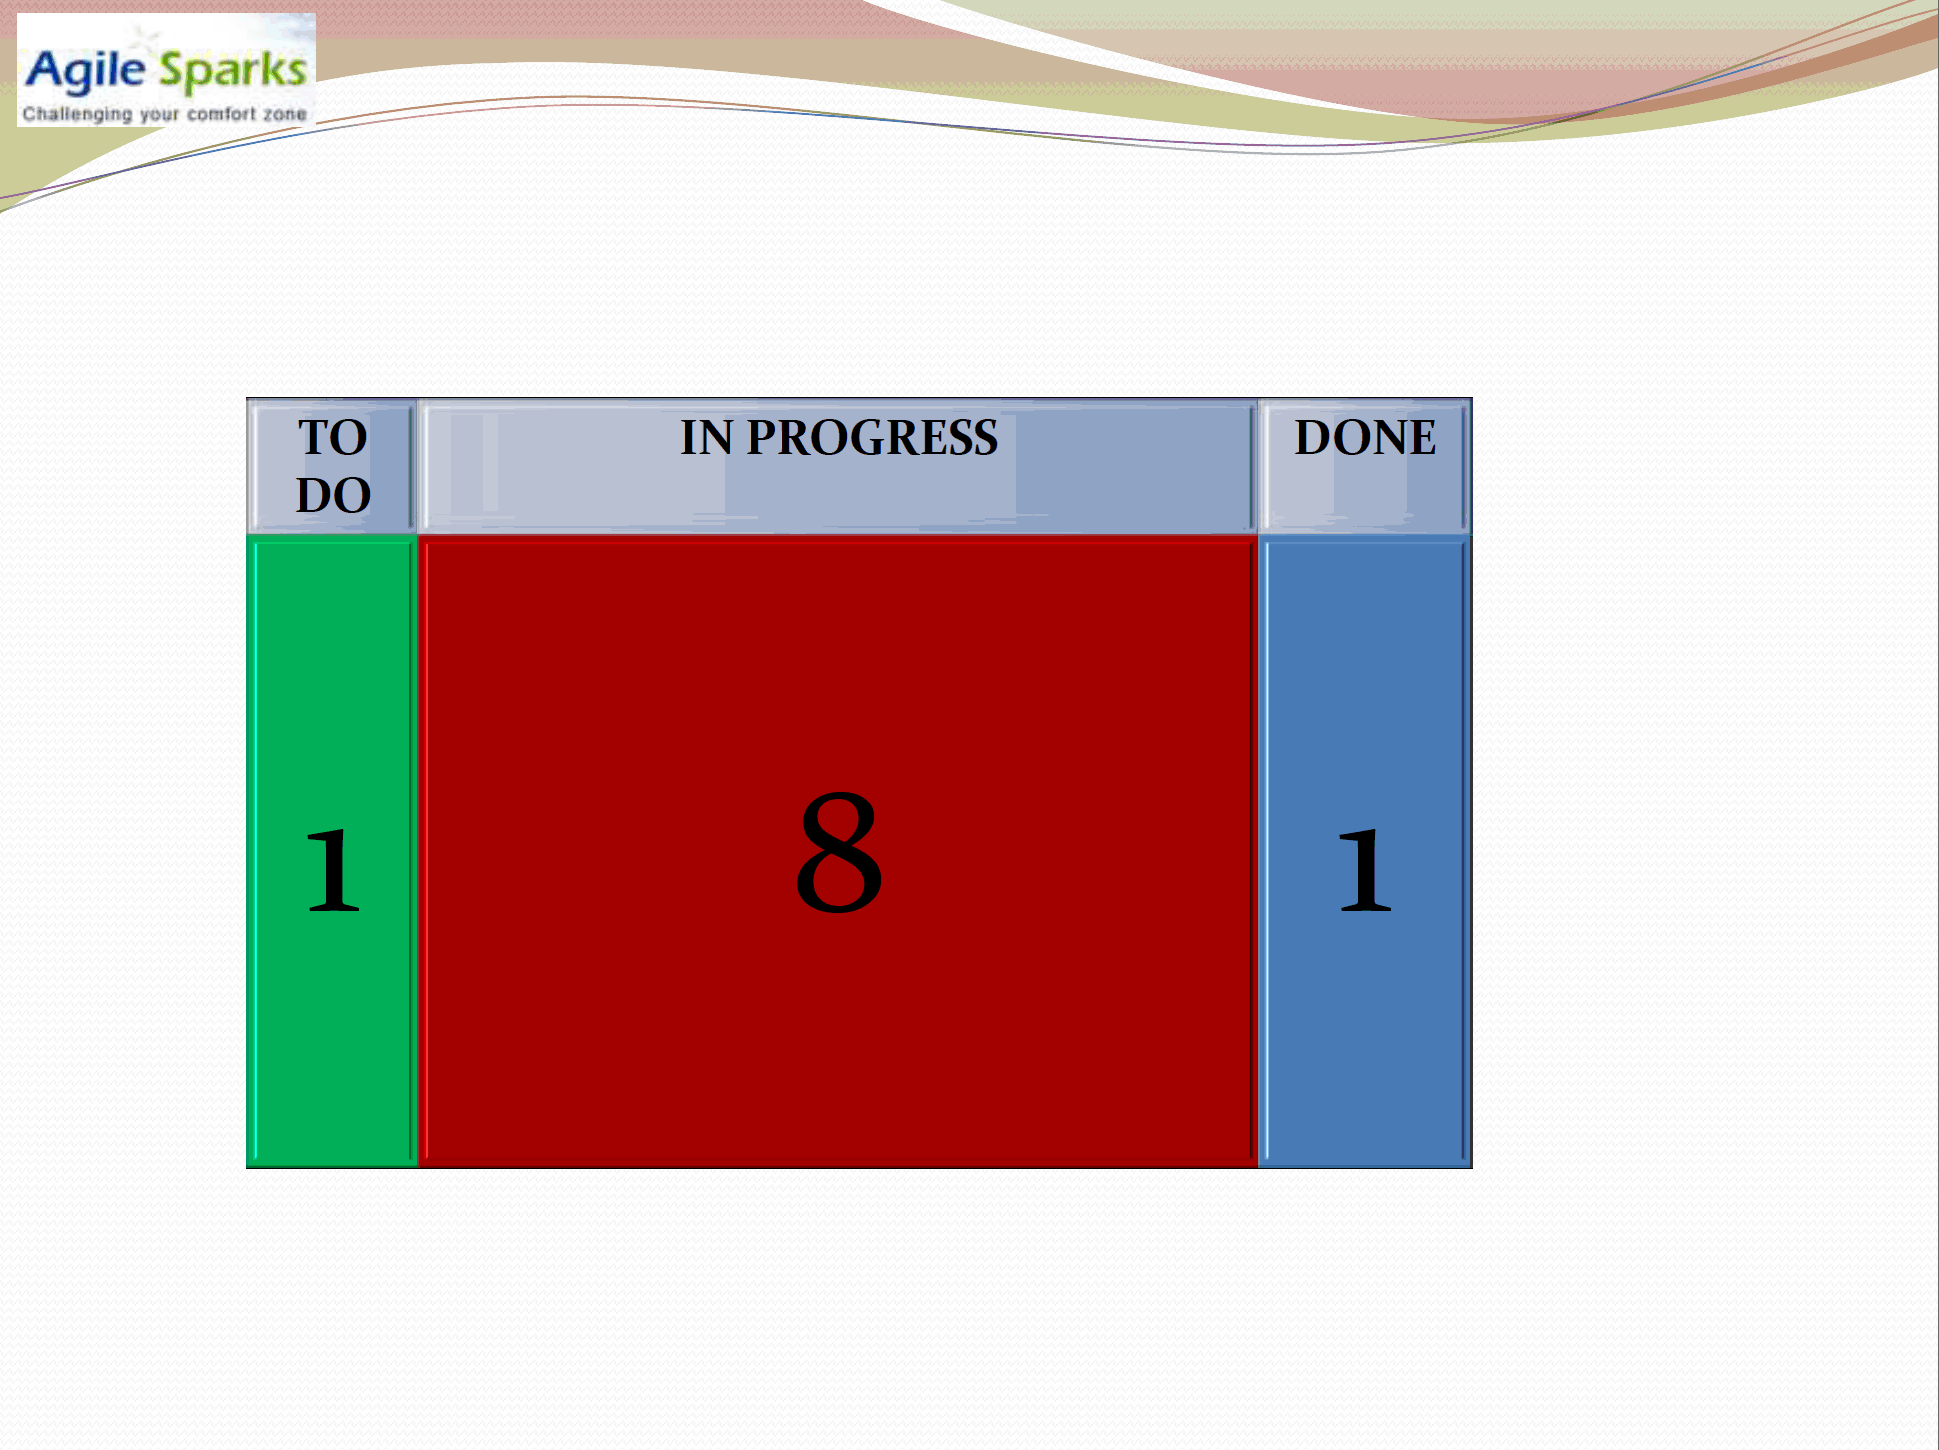 Agile Sparks
Challenging your comfort zone
TO
DO
IN PROGRESS
DONE
1
8
1